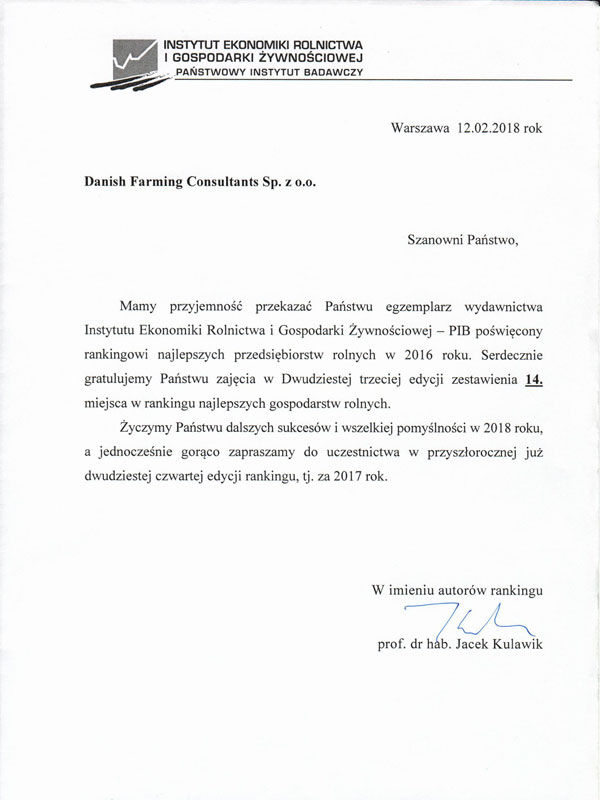 INSTYTUT EKONOMIKI ROLNICTWA
I GOSPODARKI ŻYWNOŚCIOWEJ
PAŃSTWOWY INSTYTUT BADAWCZY
Warszawa 12.02.2018 rok
Danish Farming Consultants Sp. z o.o.
Szanowni Państwo,
Mamy przyjemność przekazać Państwu egzemplarz wydawnictwa
Instytutu Ekonomiki Rolnictwa i Gospodarki Żywnościowej – PIB poświęcony
rankingowi najlepszych przedsiębiorstw rolnych w 2016 roku. Serdecznie
gratulujemy Państwu zajęcia w Dwudziestej trzeciej edycji zestawienia 14.
miejsca w rankingu najlepszych gospodarstw rolnych.
Życzymy Państwu dalszych sukcesów i wszelkiej pomyślności w 2018 roku,
a jednocześnie gorąco zapraszamy do uczestnictwa w przyszłorocznej już
dwudziestej czwartej edycji rankingu, tj. za 2017 rok.
W imieniu autorów rankingu
prof. dr hab. Jacek Kulawik